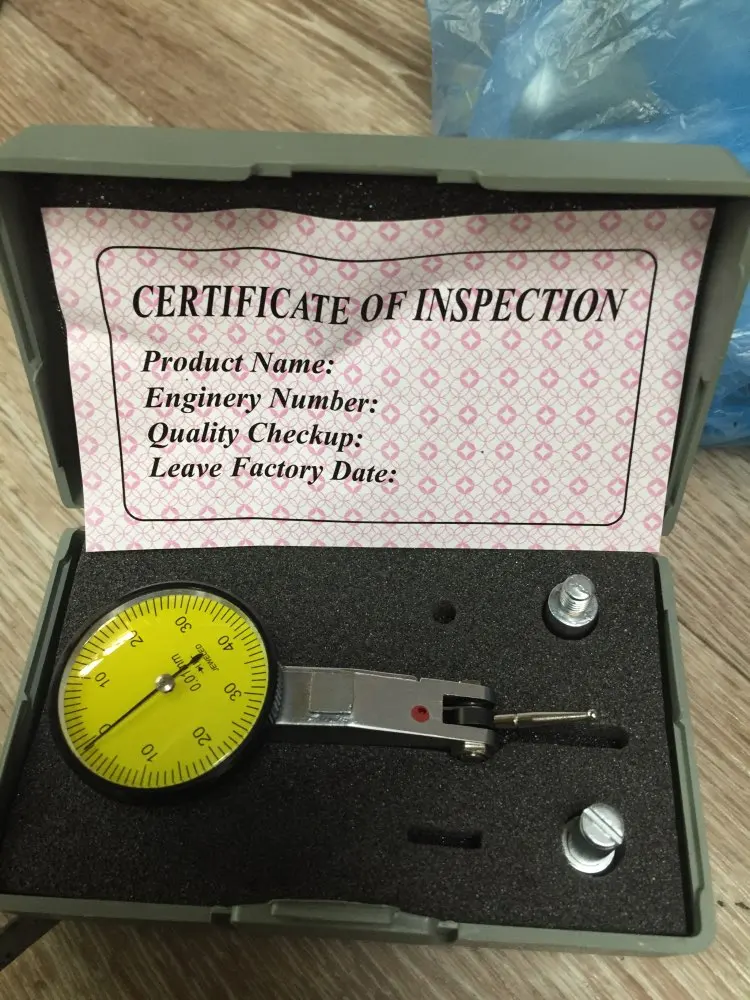 CERTIFICATE OF INSPECTION
Product Name:
Enginery Number:
Quality Checkup:
Leave Factory Date:
0
10
20
30
40
30
20
10
0.01mm
JEWELED